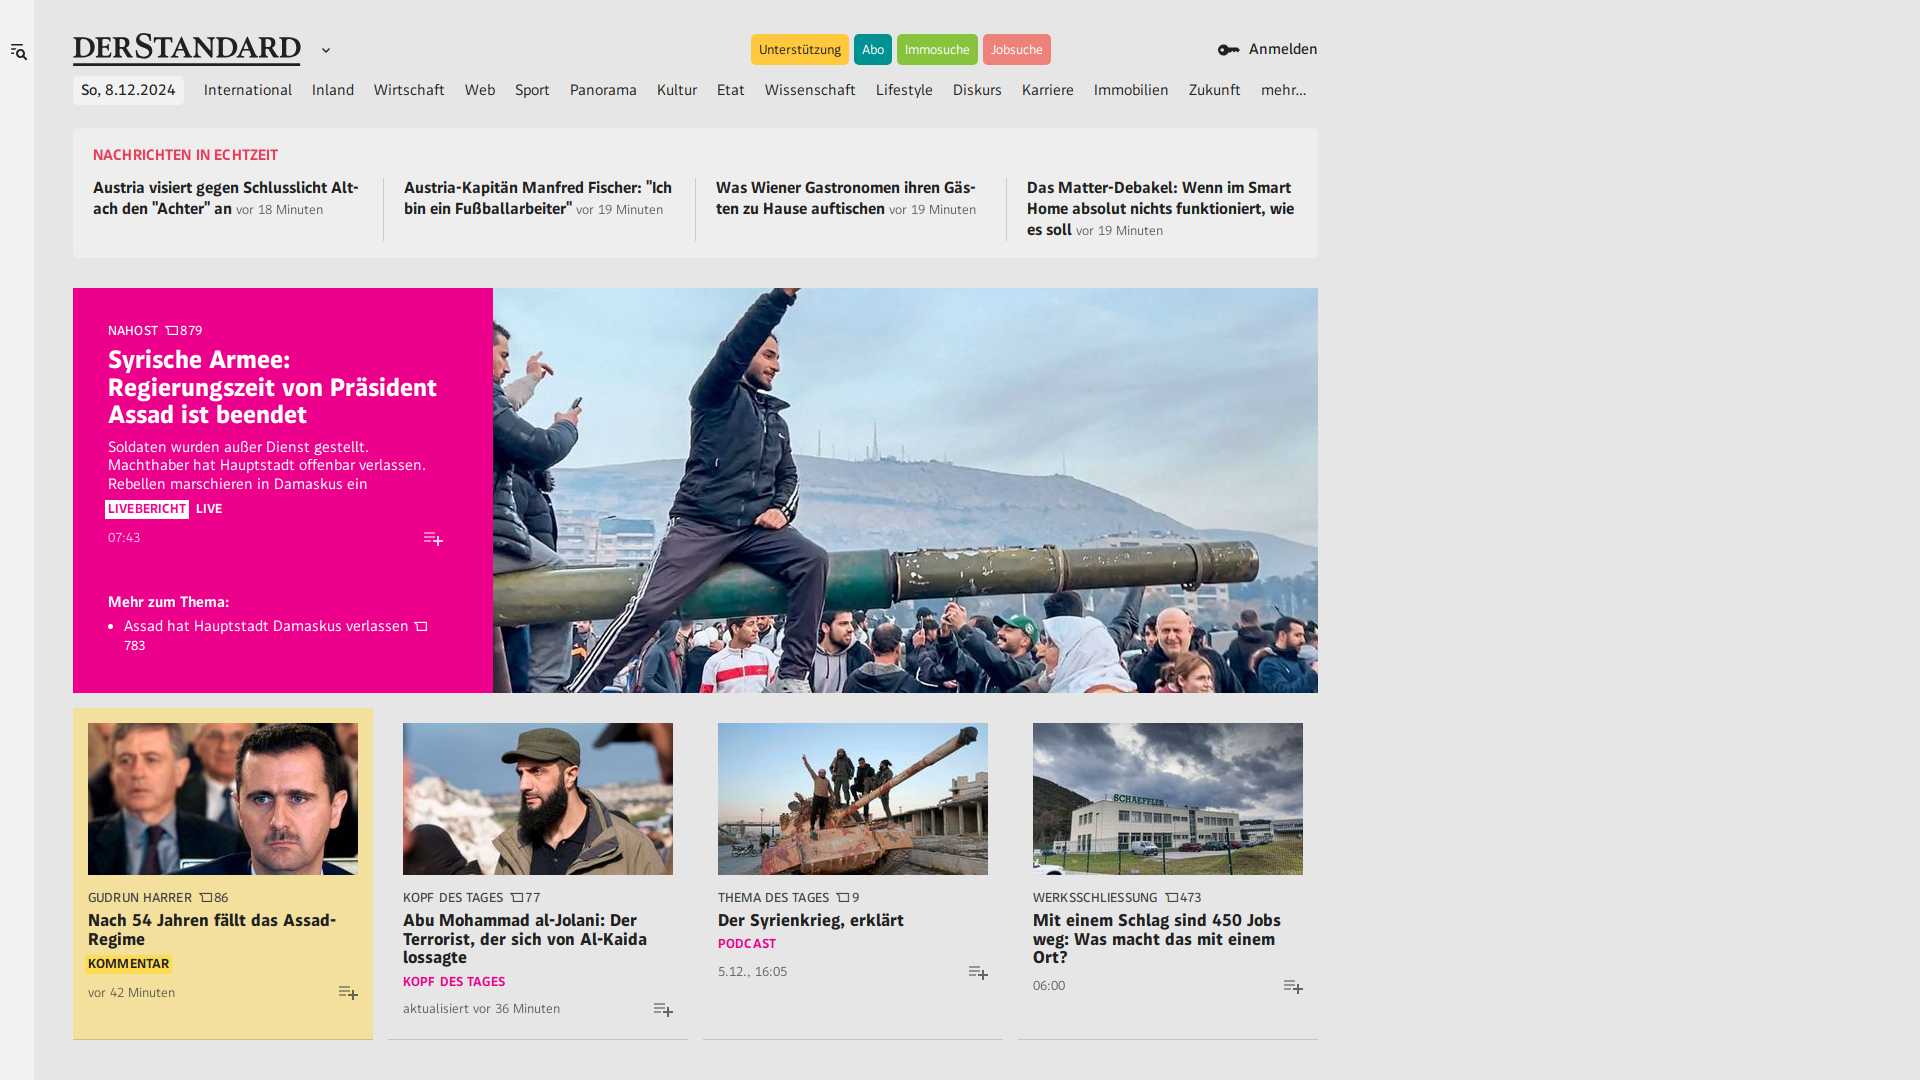 DERSTANDARD
Unterstützung
Abo
Immosuche
Jobsuche
Anmelden
So, 8.12.2024
International
Inland
Wirtschaft
Web
Sport
Panorama
Kultur
Etat
Wissenschaft
Lifestyle
Diskurs
Karriere
Immobilien
Zukunft
mehr...
NACHRICHTEN IN ECHTZEIT
Austria visiert gegen Schlusslicht Alt-
ach den "Achter" an vor 18 Minuten
Austria-Kapitän Manfred Fischer: "Ich
bin ein Fußballarbeiter" vor 19 Minuten
Was Wiener Gastronomen ihren Gäs-
ten zu Hause auftischen vor 19 Minuten
Das Matter-Debakel: Wenn im Smart
Home absolut nichts funktioniert, wie
es soll vor 19 Minuten
NAHOST 879
Syrische Armee:
Regierungszeit von Präsident
Assad ist beendet
Soldaten wurden außer Dienst gestellt.
Machthaber hat Hauptstadt offenbar verlassen.
Rebellen marschieren in Damaskus ein
LIVEBERICHT LIVE
07:43
Mehr zum Thema:
• Assad hat Hauptstadt Damaskus verlassen
783
GUDRUN HARRER 86
Nach 54 Jahren fällt das Assad-
Regime
KOMMENTAR
vor 42 Minuten
KOPF DES TAGES 77
Abu Mohammad al-Jolani: Der
Terrorist, der sich von Al-Kaida
lossagte
KOPF DES TAGES
aktualisiert vor 36 Minuten
THEMA DES TAGES 9
Der Syrienkrieg, erklärt
PODCAST
5.12., 16:05
SCHAEFFLER
WERKSSCHLIESSUNG 473
Mit einem Schlag sind 450 Jobs
weg: Was macht das mit einem
Ort?
06:00